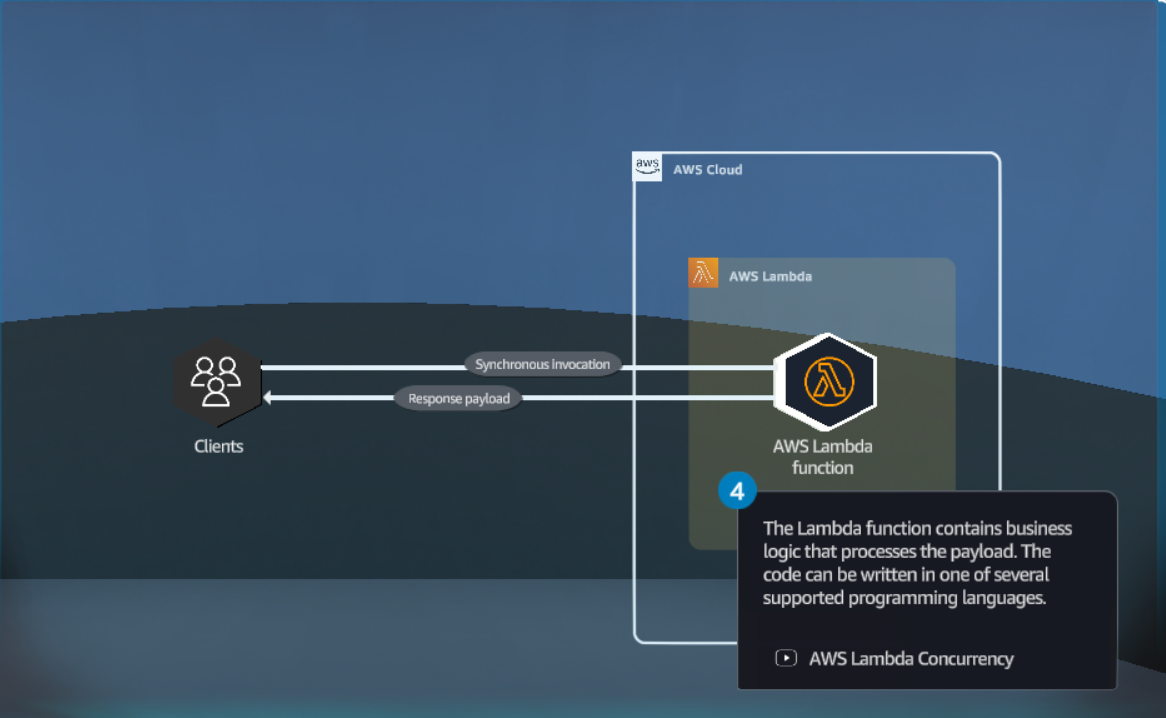 aws
AWS Cloud
AWS Lambda
Synchronous invocation
Response payload
Clients
AWS Lambda
function
4
The Lambda function contains business
logic that processes the payload. The
code can be written in one of several
supported programming languages.
AWS Lambda Concurrency